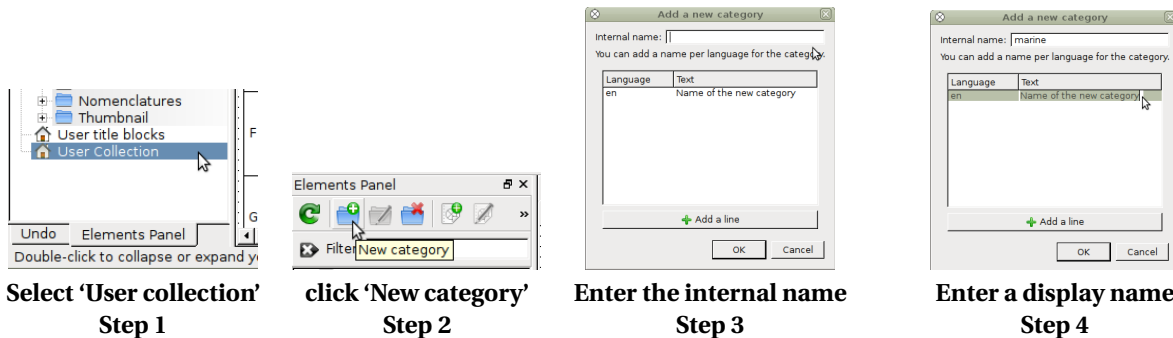 Nomenclatures
Thumbnail
User title blocks
User Collection
F
G
Undo Elements Panel
Double-click to collapse or expand y
Select ‘User collection’
Step 1
Elements Panel
»
Filter
New category
click ‘New category’
Step 2
Add a new category
Internal name:
You can add a name per language for the category.
Language Text
en Name of the new category
Add a line
OK Cancel
Enter the internal name
Step 3
Add a new category
Internal name: marine
You can add a name per language for the category.
Language Text
en Name of the new category
Add a line
OK Cancel
Enter a display name
Step 4